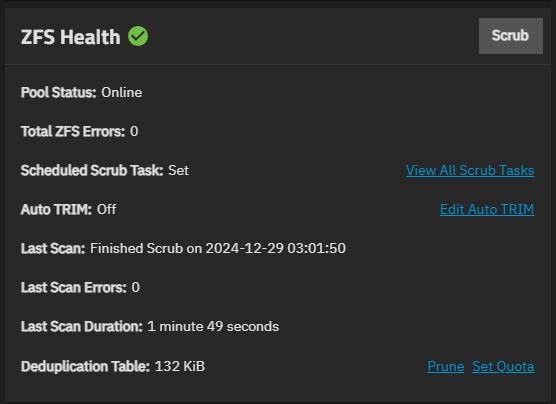 ZFS Health
Scrub
Pool Status: Online
Total ZFS Errors: 0
Scheduled Scrub Task: Set View All Scrub Tasks
Auto TRIM: Off Edit Auto TRIM
Last Scan: Finished Scrub on 2024-12-29 03:01:50
Last Scan Errors: 0
Last Scan Duration: 1 minute 49 seconds
Deduplication Table: 132 KiB Prune Set Quota